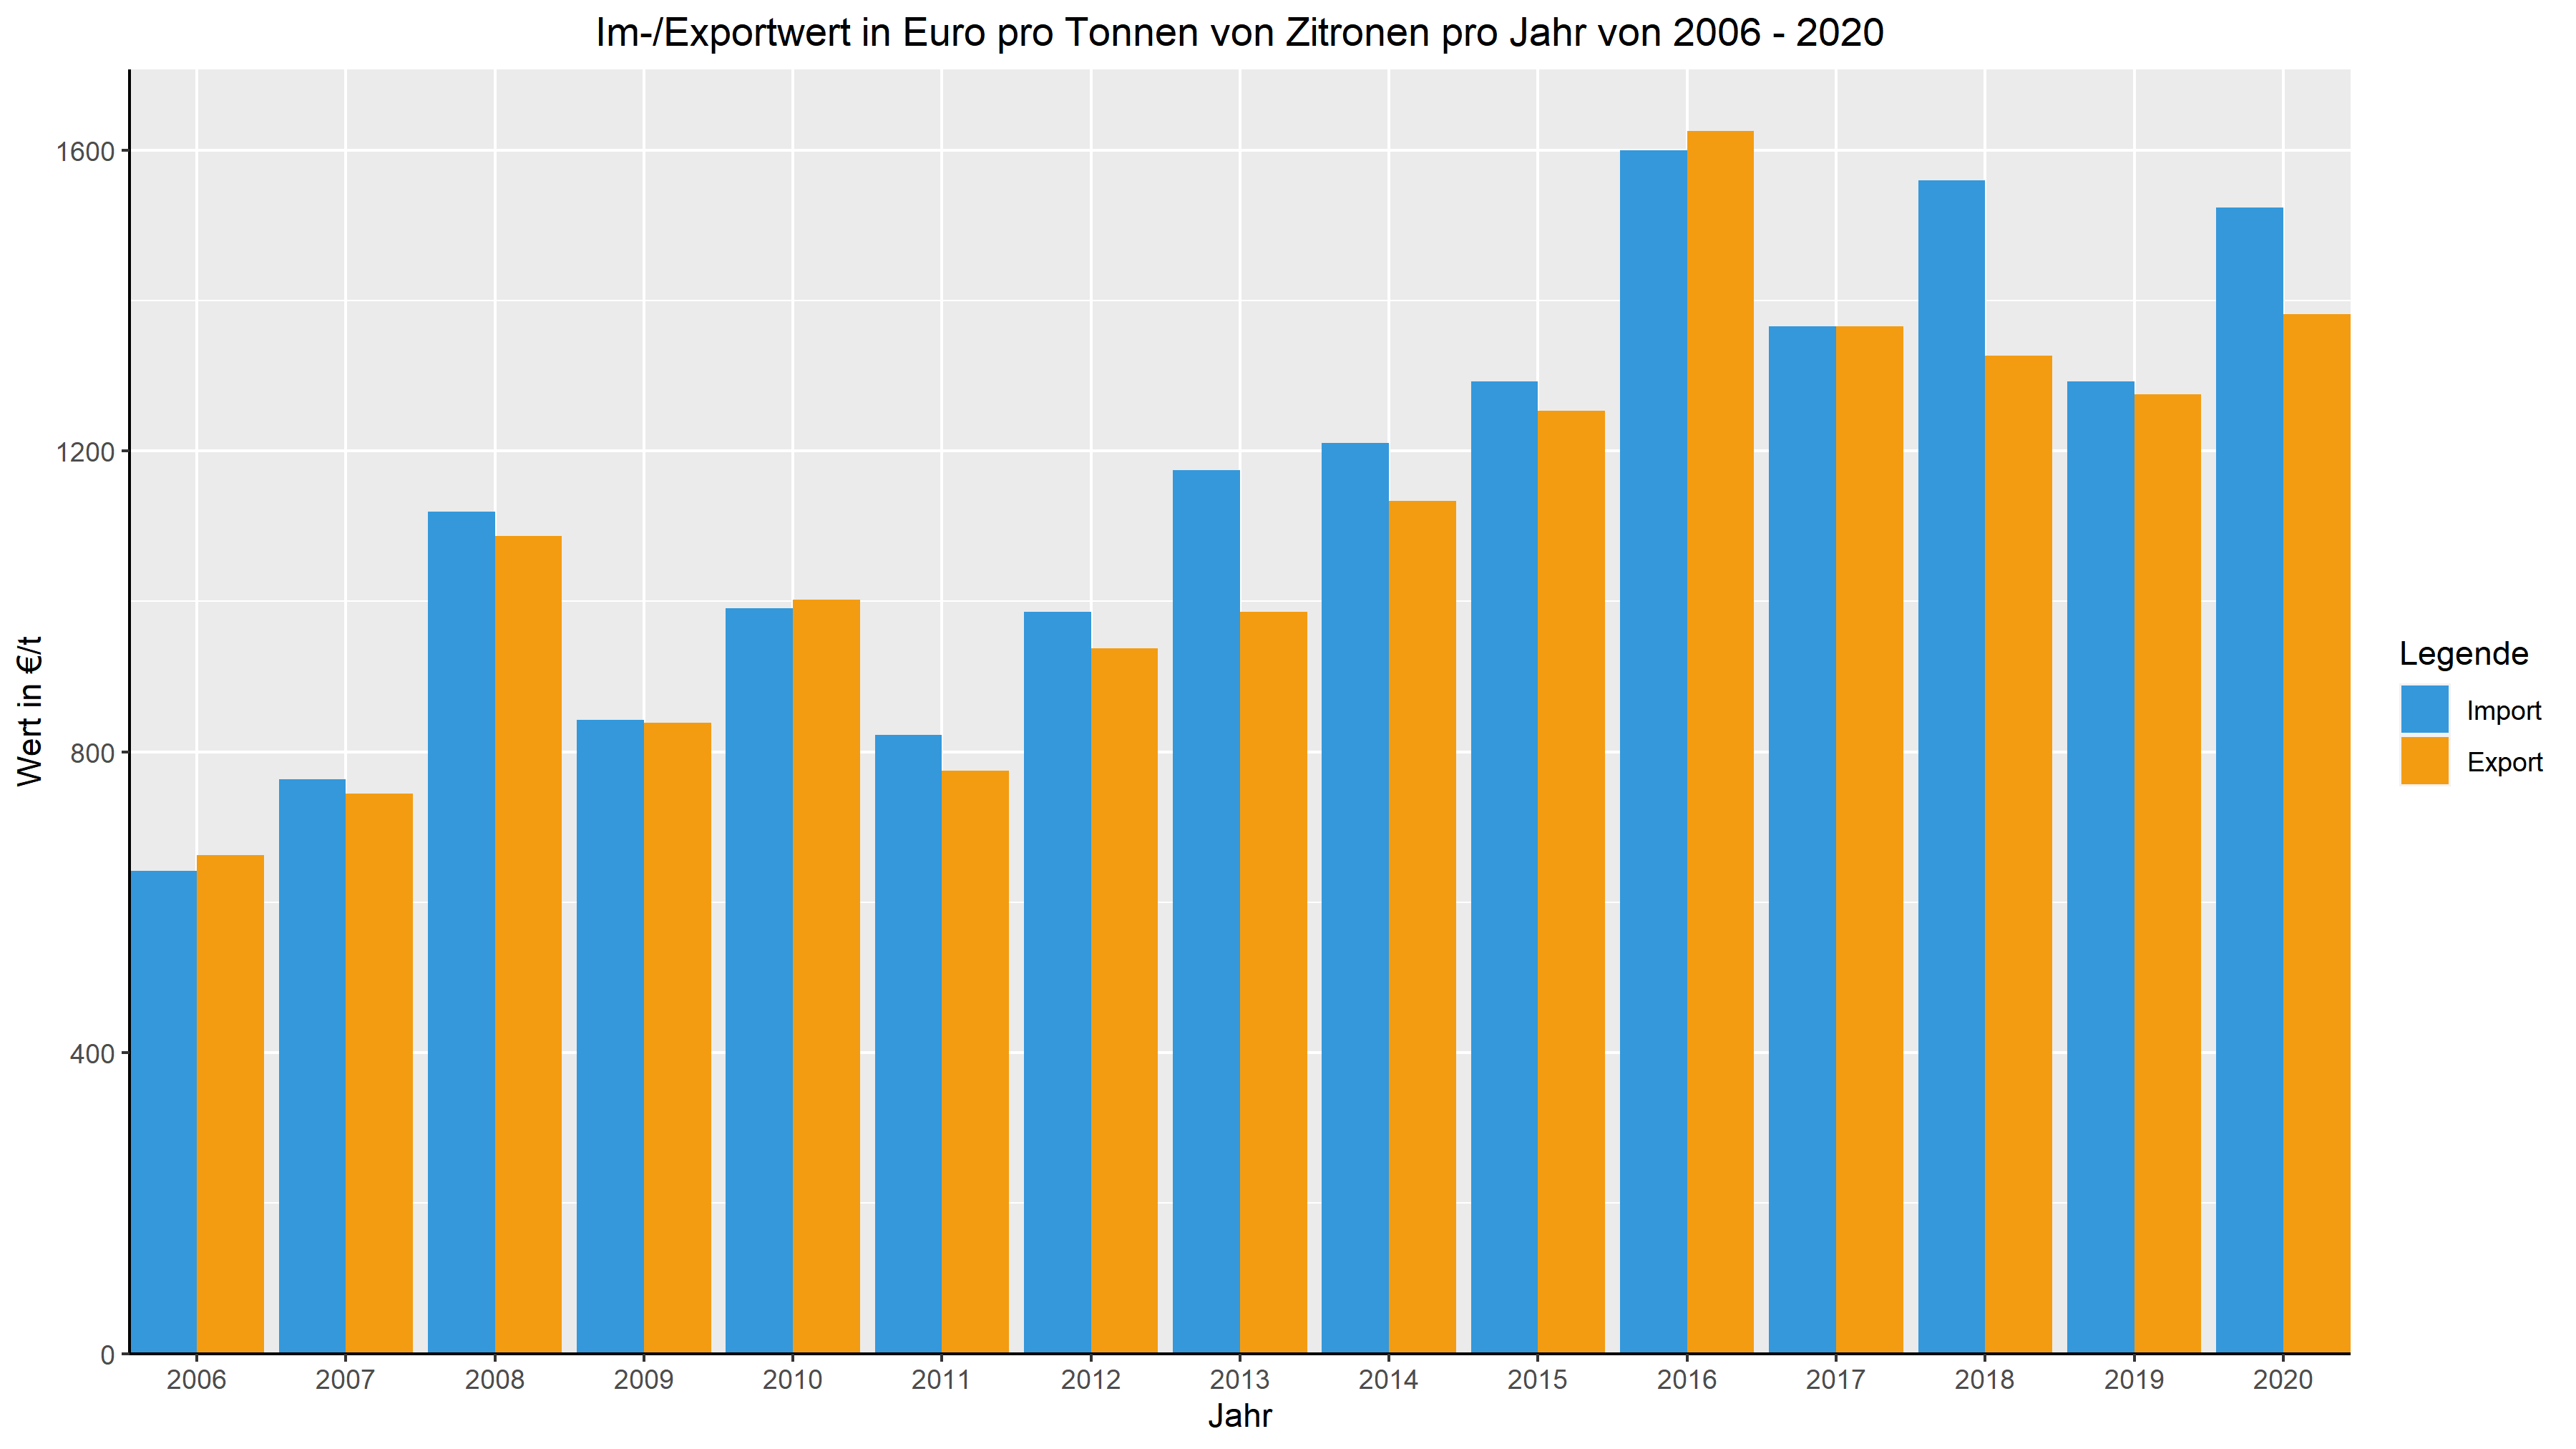 Im-/Exportwert in Euro pro Tonnen von Zitronen pro Jahr von 2006 - 2020
Wert in €/t
1600
1200
800
400
0
2006 2007 2008 2009 2010 2011 2012 2013 2014 2015 2016 2017 2018 2019 2020
Jahr
Legende
Import
Export